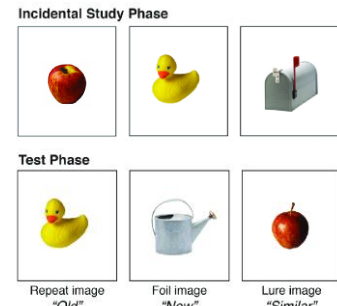 Incidental Study Phase
Test Phase
Repeat image Foil image Lure image
"Old" "New" "Similar"